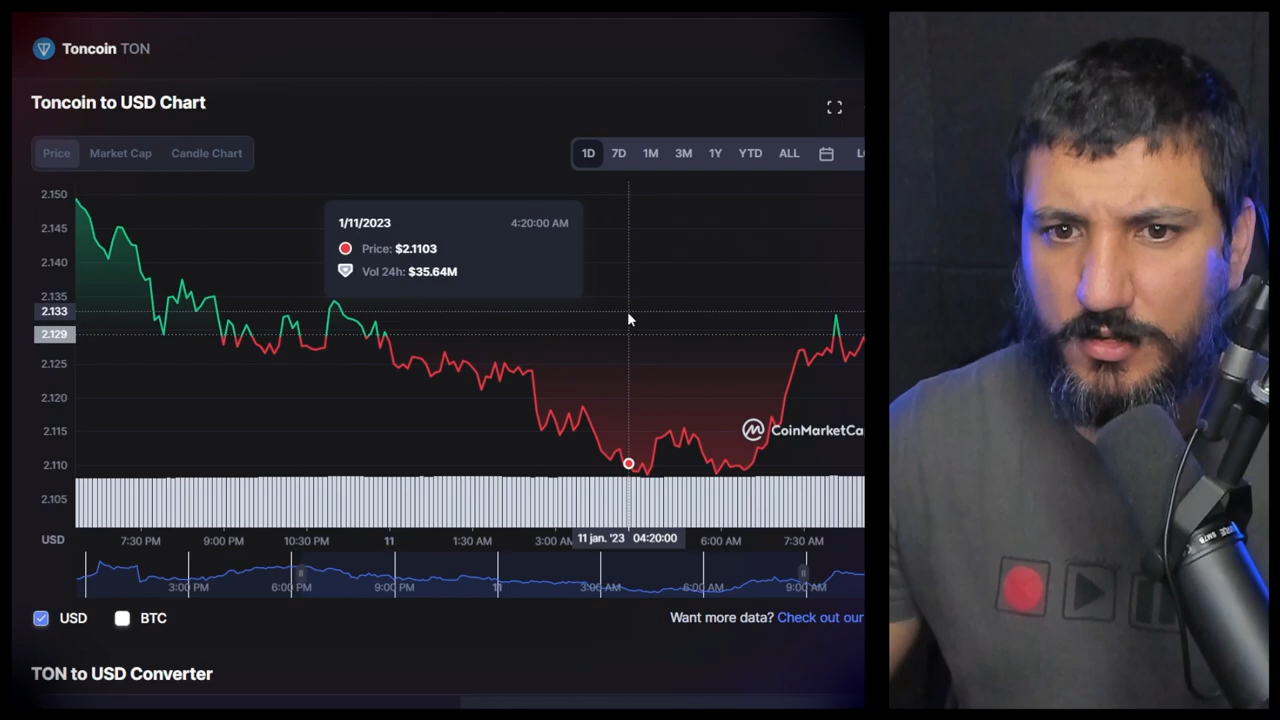 Toncoin TON
Toncoin to USD Chart
Price Market Cap Candle Chart
1D 7D 1M 3M 1Y YTD ALL
2.150
2.145
2.140
2.135
2.133
2.129
2.125
2.120
2.115
2.110
2.105
1/11/2023 4:20:00 AM
Price: $2.1103
Vol 24h: $35.64M
CoinMarketCa
USD 7:30 PM 9:00 PM 10:30 PM 11 1:30 AM 3:00 AM 11 jan. '23 04:20:00 6:00 AM 7:30 AM
3:00 PM 6:00 PM 9:00 PM 11 3:00 AM 6:00 AM 9:00 AM
USD BTC
Want more data? Check out our
TON to USD Converter